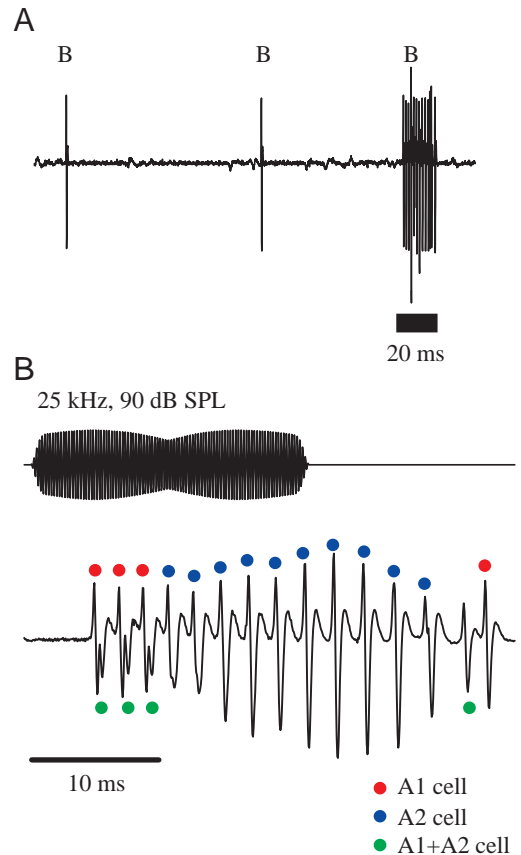 A
B B B
20 ms
B
25 kHz, 90 dB SPL
10 ms
A1 cell
A2 cell
A1+A2 cell